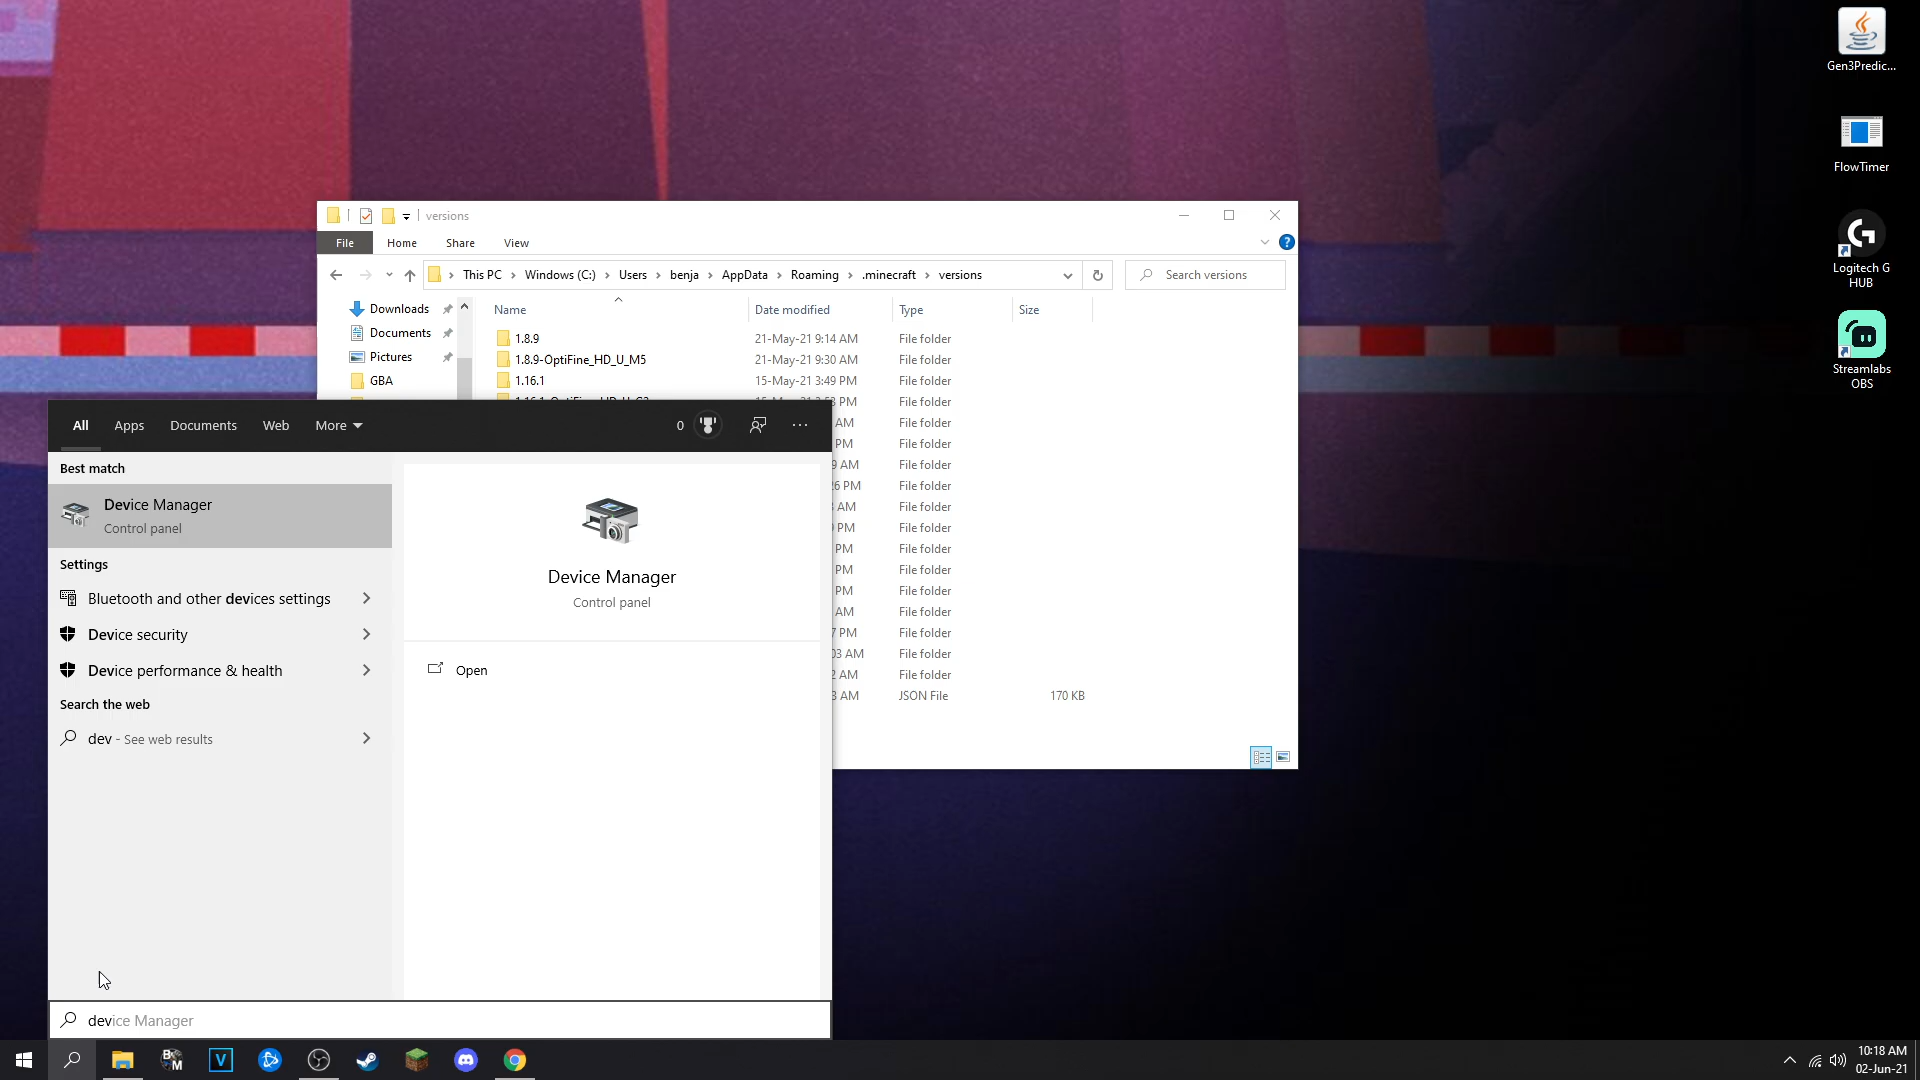 Gen3Predic...
FlowTimer
Logitech G
HUB
Streamlabs
OBS
versions
File
Home
Share
View
This PC
Windows (C:)
Users
benja
AppData
Roaming
.minecraft
versions
Search versions
Downloads
Documents
Pictures
GBA
Name
Date modified
Type
Size
1.8.9
21-May-21 9:14 AM
File folder
1.8.9-OptiFine_HD_U_M5
21-May-21 9:30 AM
File folder
1.16.1
15-May-21 3:49 PM
File folder
PM
File folder
AM
File folder
PM
File folder
9 AM
File folder
26 PM
File folder
AM
File folder
PM
File folder
PM
File folder
PM
File folder
PM
File folder
AM
File folder
7 PM
File folder
03 AM
File folder
2 AM
File folder
AM
JSON File
170 KB
All
Apps
Documents
Web
More
0
Best match
Device Manager
Control panel
Settings
Bluetooth and other devices settings
Device security
Device performance & health
Search the web
dev - See web results
Device Manager
Control panel
Open
device Manager
10:18 AM
02-Jun-21